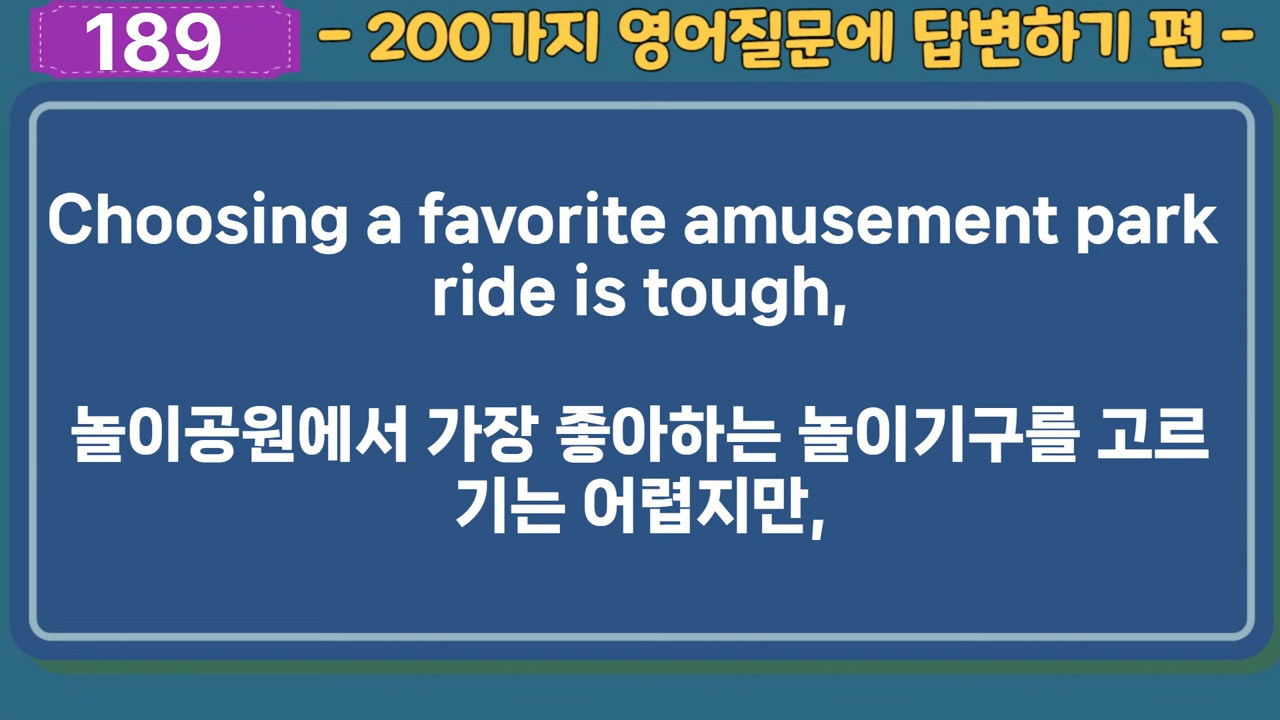 189
- 200가지 영어질문에 답변하기 편 -
Choosing a favorite amusement park
ride is tough,
놀이공원에서 가장 좋아하는 놀이기구를 고르
기는 어렵지만,